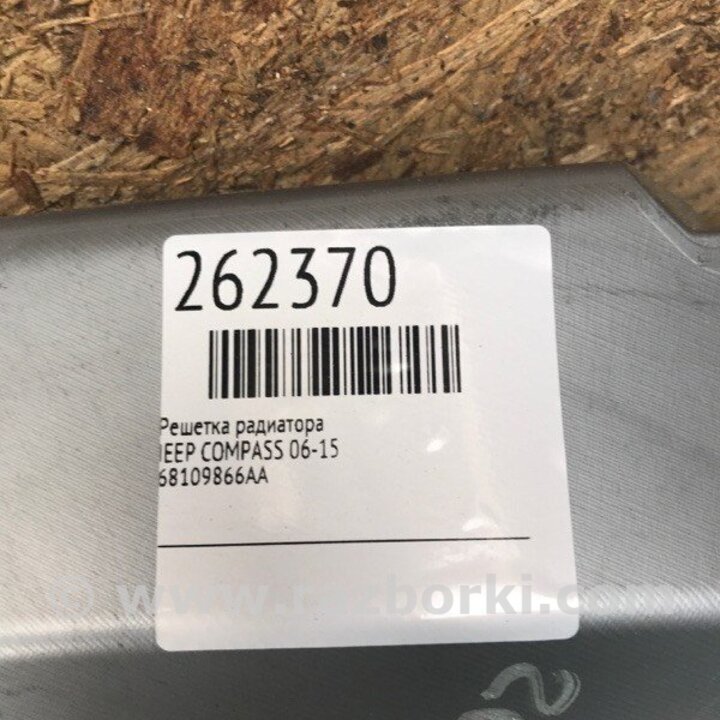 262370
Решетка радиатора
JEEP COMPASS 06-15
68109866AA
© www.razborki.com